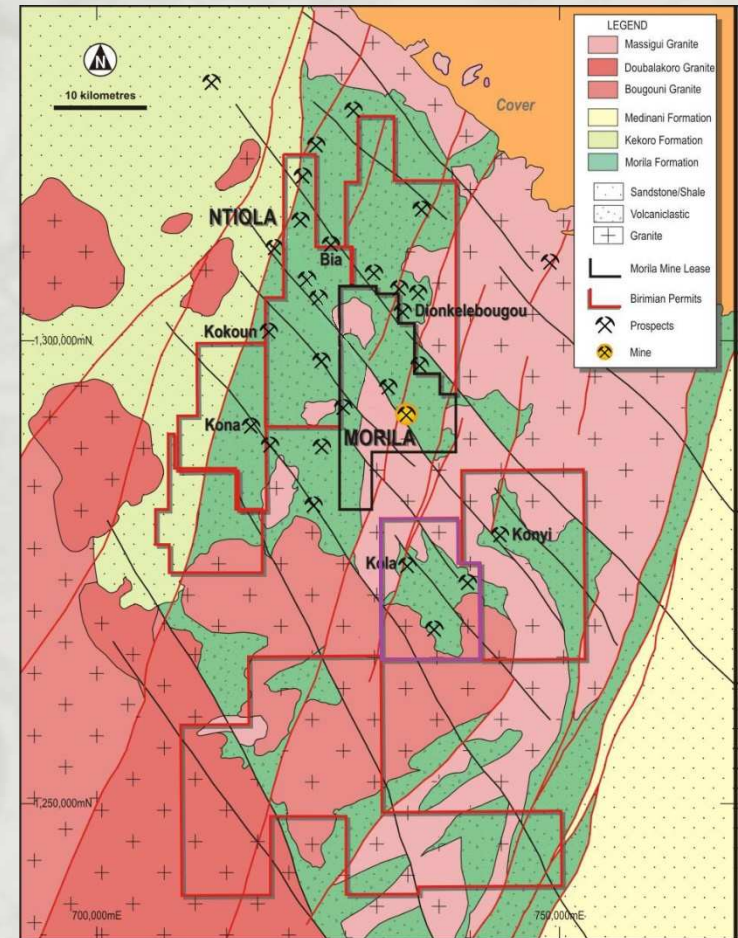 N
10 kilometres
Cover
LEGEND
Massigui Granite
Doubalakoro Granite
Bougouni Granite
Medinani Formation
Kekoro Formation
Morila Formation
Sandstone/Shale
Volcaniclastic
Granite
Morila Mine Lease
Birimian Permits
Prospects
Mine
NTIOLA
Bia
Dionkelebougou
Kokoun
1,300,000mN
Kona
MORILA
Konyi
Kola
1,250,000mN
700,000mE
750,000mE